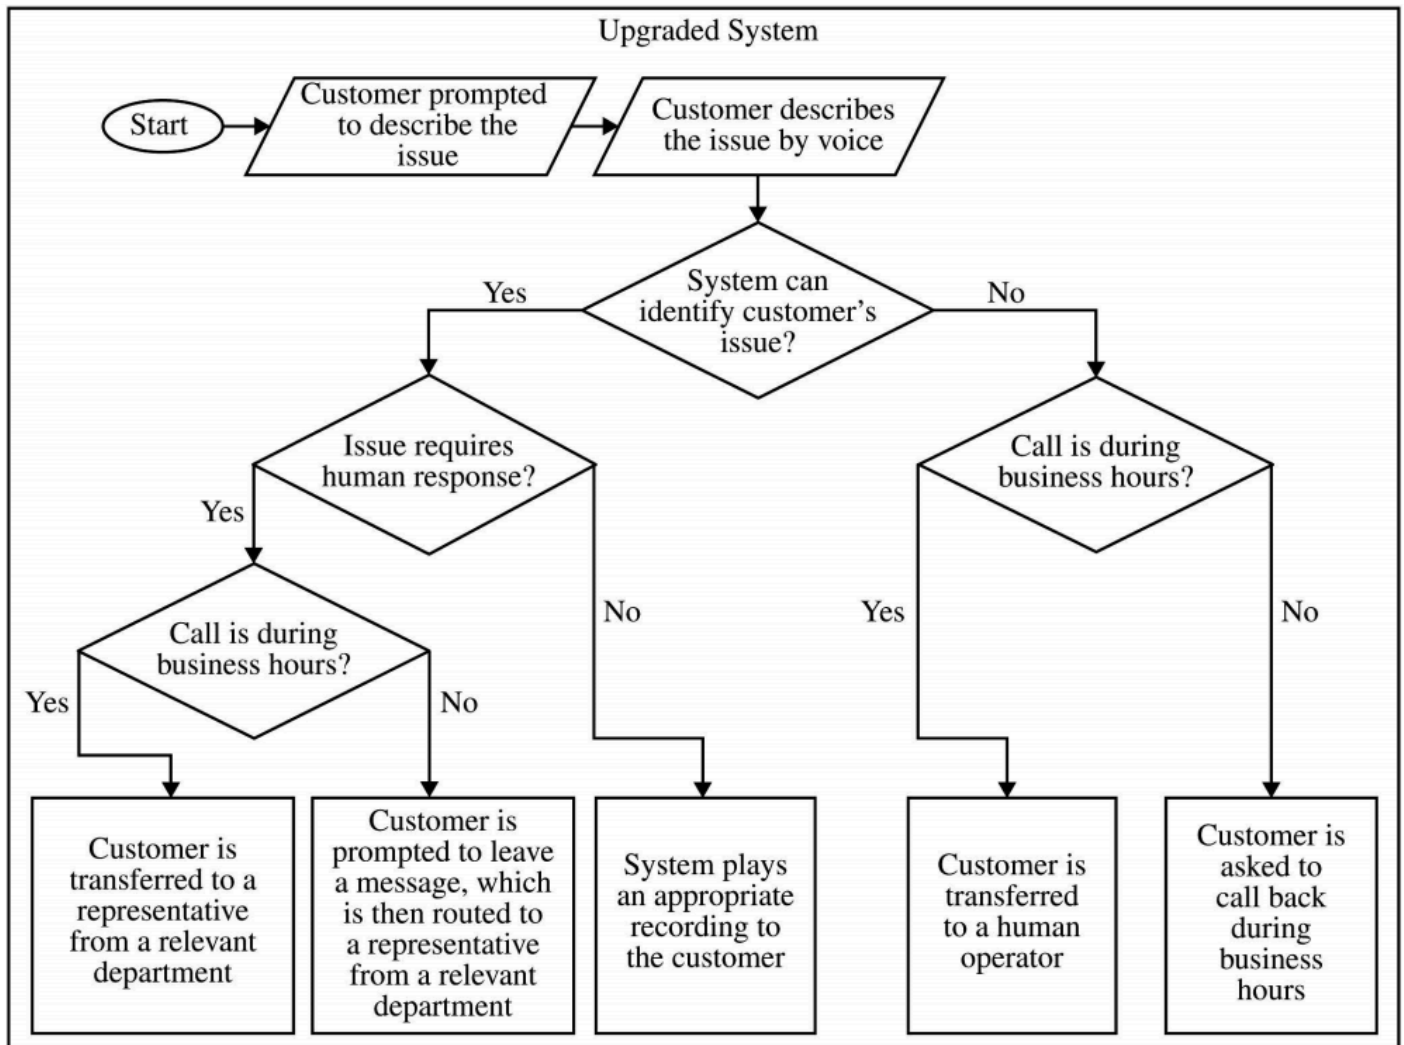 Upgraded System
Start
Customer prompted
to describe the
issue
Customer describes
the issue by voice
System can
identify customer's
issue?
Yes
No
Issue requires
human response?
Call is during
business hours?
Yes
No
Yes
No
Call is during
business hours?
Yes
No
Customer is
transferred to a
representative
from a relevant
department
Customer is
prompted to leave
a message, which
is then routed to
a representative
from a relevant
department
System plays
an appropriate
recording to
the customer
Customer is
transferred
to a human
operator
Customer is
asked to
call back
during
business
hours